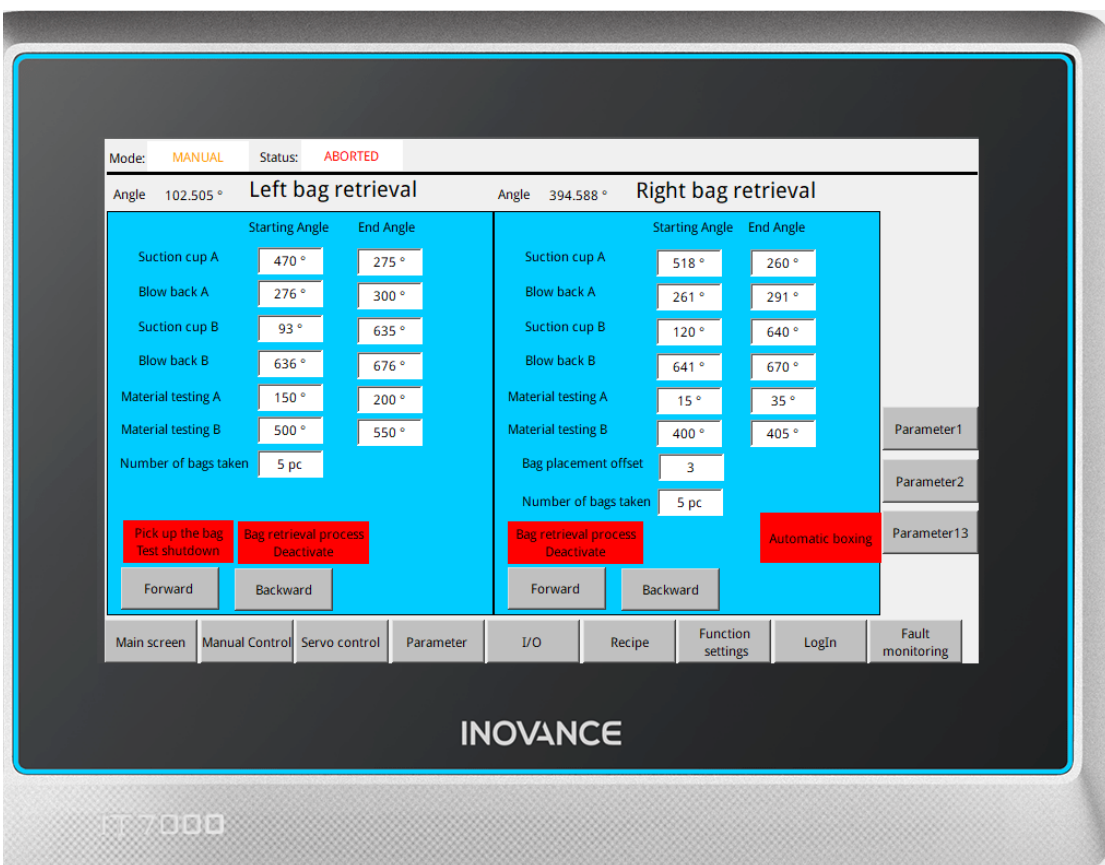 Mode: MANUAL Status: ABORTED
Angle 102.505 ° Left bag retrieval
Angle 394.588 ° Right bag retrieval
Starting Angle End Angle
Suction cup A 470 ° 275 °
Blow back A 276 ° 300 °
Suction cup B 93 ° 635 °
Blow back B 636 ° 676 °
Material testing A 150 ° 200 °
Material testing B 500 ° 550 °
Number of bags taken 5 pc
Pick up the bag
Test shutdown
Bag retrieval process
Deactivate
Forward Backward
Starting Angle End Angle
Suction cup A 518 ° 260 °
Blow back A 261 ° 291 °
Suction cup B 120 ° 640 °
Blow back B 641 ° 670 °
Material testing A 15 ° 35 °
Material testing B 400 ° 405 °
Bag placement offset 3
Number of bags taken 5 pc
Bag retrieval process
Deactivate
Automatic boxing
Forward Backward
Parameter1
Parameter2
Parameter13
Main screen
Manual Control
Servo control
Parameter
I/O
Recipe
Function
settings
LogIn
Fault
monitoring
INOVANCE
IT 7000